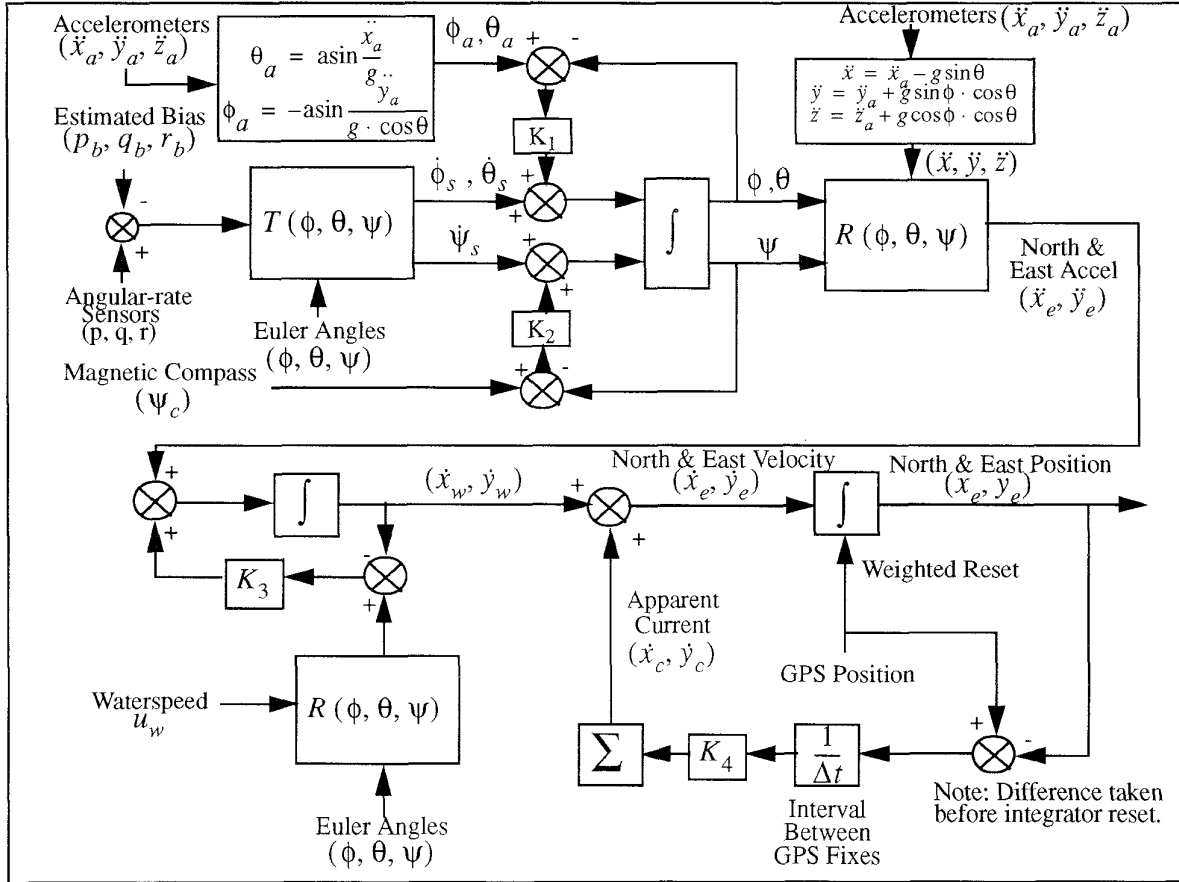 Accelerometers
(ẍ_a, ÿ_a, z̈_a)
θ_a = asin ẍ_a / g
φ_a = −asin ÿ_a / (g · cosθ)
φ_a, θ_a
-
Accelerometers (ẍ_a, ÿ_a, z̈_a)
ẍ = ẍ_a − g sinθ
ÿ = ÿ_a + g sinφ · cosθ
z̈ = z̈_a + g cosφ · cosθ
Estimated Bias
(p_b, q_b, r_b)
K_1
(ẍ, ÿ, z̈)
-
+
T (φ, θ, ψ)
φ̇_s , θ̇_s
+
+
ψ̇_s
+
+
∫
φ,θ
ψ
R (φ, θ, ψ)
North &
East Accel
(ẍ_e, ÿ_e)
Angular-rate
Sensors
(p, q, r)
Euler Angles
(φ, θ, ψ)
K_2
Magnetic Compass
(ψ_c)
+
-
+
+
∫
(ẋ_w, ẏ_w)
+
+
North & East Velocity
(ẋ_e, ẏ_e)
∫
North & East Position
(x_e, y_e)
K_3
-
+
Weighted Reset
Apparent
Current
(ẋ_c, ẏ_c)
GPS Position
Waterspeed
u_w
R (φ, θ, ψ)
Σ
K_4
1
Δt
+
-
Note: Difference taken
before integrator reset.
Interval
Between
GPS Fixes
Euler Angles
(φ, θ, ψ)